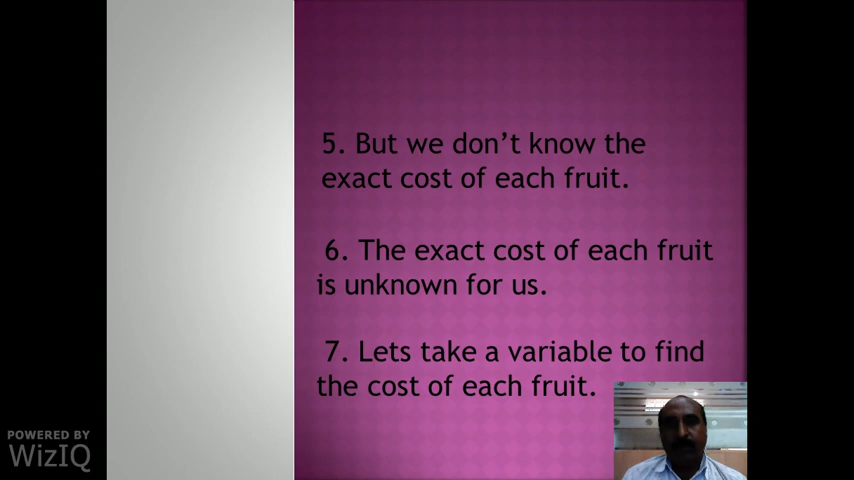 5. But we don't know the
exact cost of each fruit.
6. The exact cost of each fruit
is unknown for us.
7. Lets take a variable to find
the cost of each fruit.
POWERED BY
WizIQ